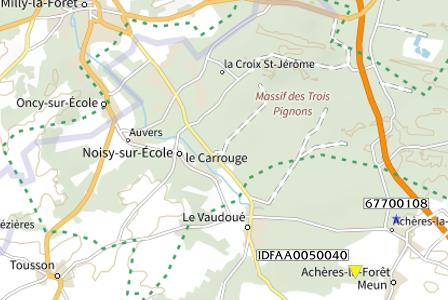 Milly-la-Forêt
la Croix St-Jérôme
Massif des Trois
Pignons
Oncy-sur-École
Auvers
Noisy-sur-École
le Carrouge
67700108
Achères-la-
Le Vaudoué
ézières
IDFAA0050040
Tousson
Achères-la-Forêt
Meun